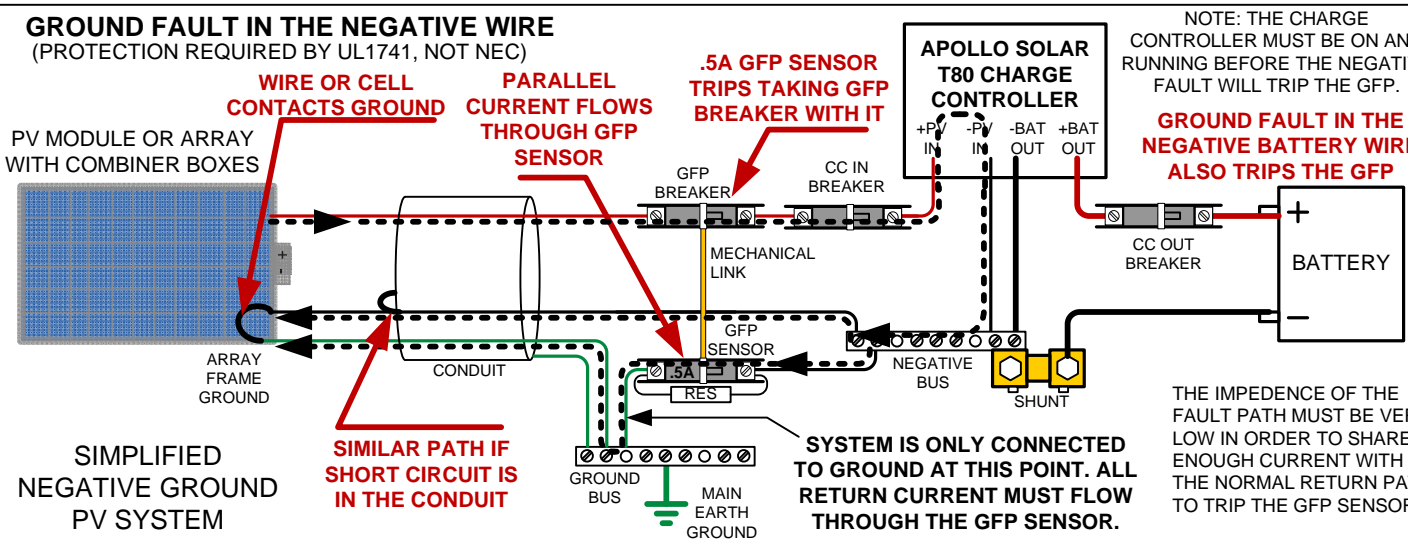 GROUND FAULT IN THE NEGATIVE WIRE
(PROTECTION REQUIRED BY UL1741, NOT NEC)
WIRE OR CELL
CONTACTS GROUND
PARALLEL
CURRENT FLOWS
THROUGH GFP
SENSOR
.5A GFP SENSOR
TRIPS TAKING GFP
BREAKER WITH IT
APOLLO SOLAR
T80 CHARGE
CONTROLLER
+PV
IN
-PV
IN
-BAT
OUT
+BAT
OUT
NOTE: THE CHARGE
CONTROLLER MUST BE ON AN
RUNNING BEFORE THE NEGATI
FAULT WILL TRIP THE GFP.
GROUND FAULT IN THE
NEGATIVE BATTERY WIR
ALSO TRIPS THE GFP
PV MODULE OR ARRAY
WITH COMBINER BOXES
GFP
BREAKER
CC IN
BREAKER
CC OUT
BREAKER
+
BATTERY
−
+
-
MECHANICAL
LINK
GFP
SENSOR
.5A
RES
NEGATIVE
BUS
SHUNT
ARRAY
FRAME
GROUND
CONDUIT
SIMPLIFIED
NEGATIVE GROUND
PV SYSTEM
SIMILAR PATH IF
SHORT CIRCUIT IS
IN THE CONDUIT
GROUND
BUS
MAIN
EARTH
GROUND
SYSTEM IS ONLY CONNECTED
TO GROUND AT THIS POINT. ALL
RETURN CURRENT MUST FLOW
THROUGH THE GFP SENSOR.
THE IMPEDENCE OF THE
FAULT PATH MUST BE VER
LOW IN ORDER TO SHARE
ENOUGH CURRENT WITH
THE NORMAL RETURN PA
TO TRIP THE GFP SENSOR